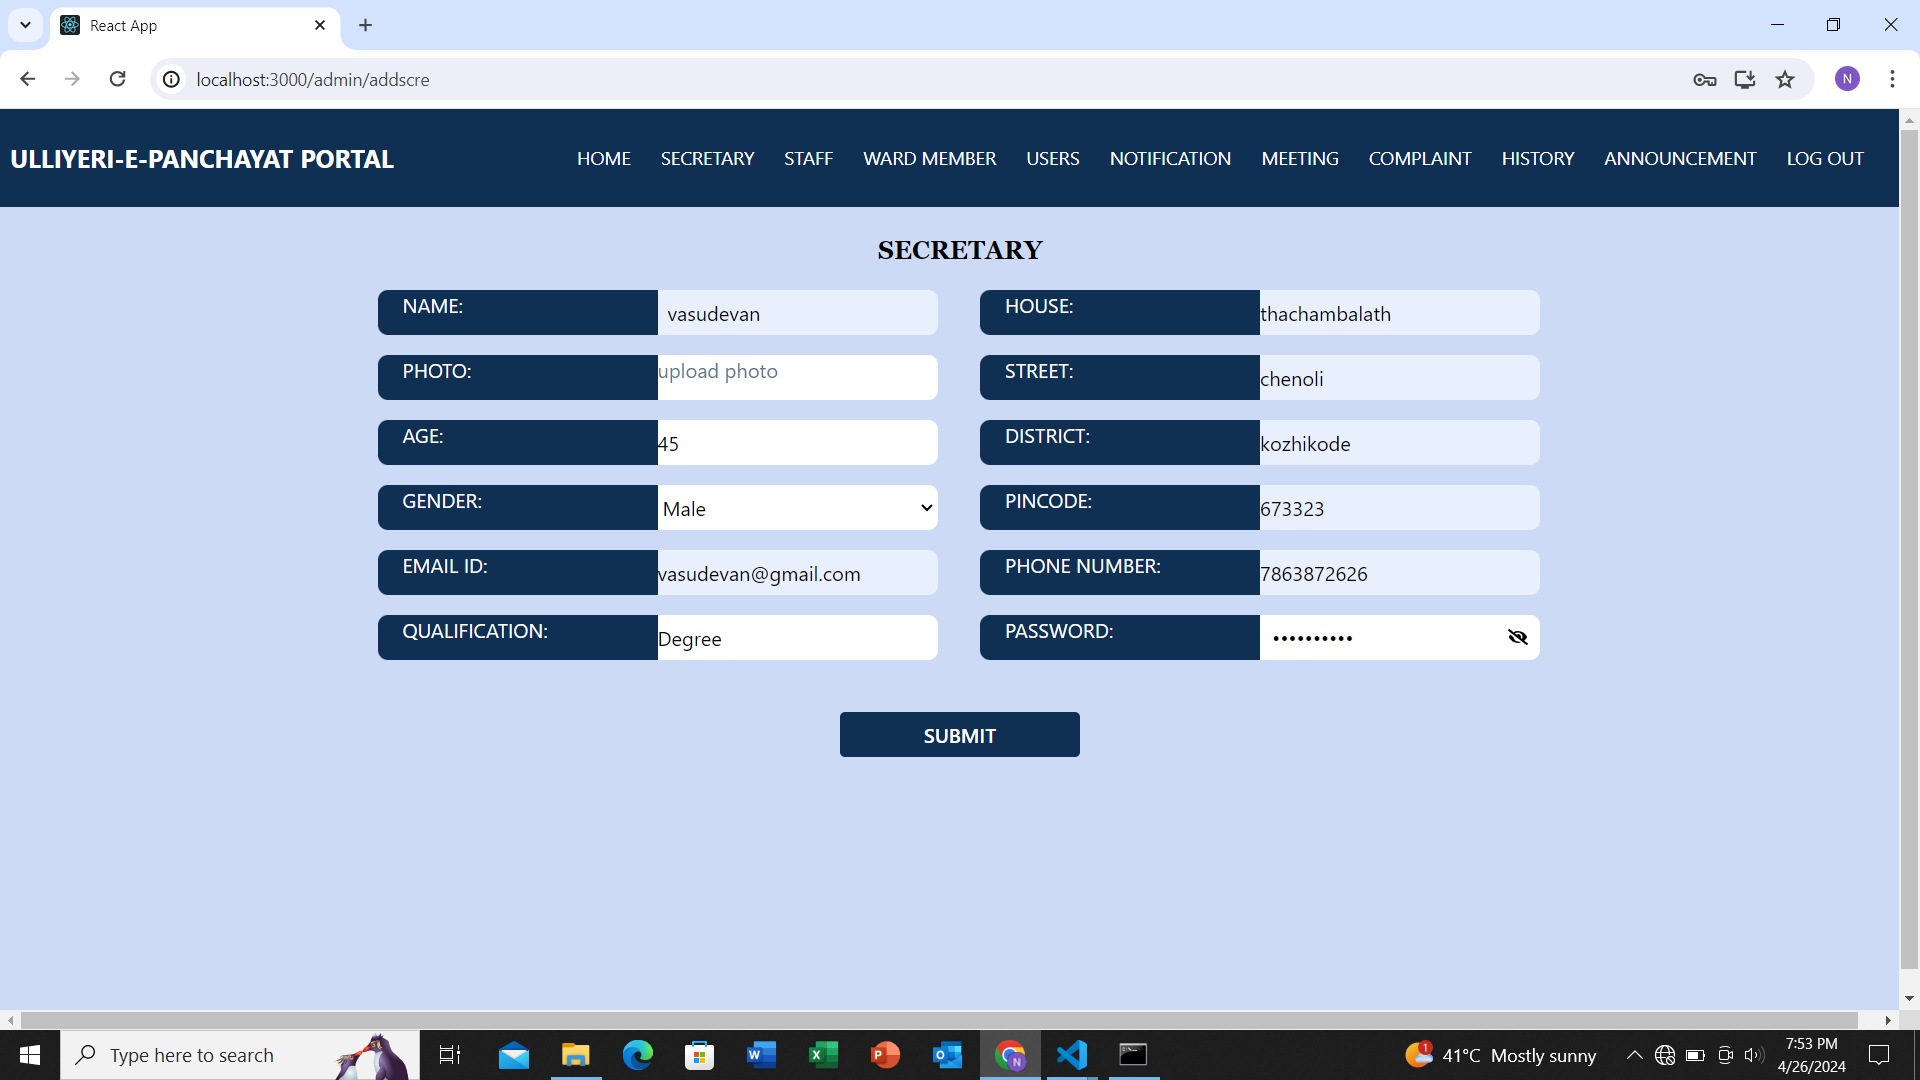 React App
localhost:3000/admin/addscre
N
ULLIYERI-E-PANCHAYAT PORTAL
HOME SECRETARY STAFF WARD MEMBER USERS NOTIFICATION MEETING COMPLAINT HISTORY ANNOUNCEMENT LOG OUT
SECRETARY
NAME: vasudevan
HOUSE: thachambalath
PHOTO: upload photo
STREET: chenoli
AGE: 45
DISTRICT: kozhikode
GENDER: Male
PINCODE: 673323
EMAIL ID: vasudevan@gmail.com
PHONE NUMBER: 7863872626
QUALIFICATION: Degree
PASSWORD: ••••••••••
SUBMIT
Type here to search
1
41°C Mostly sunny
7:53 PM
4/26/2024